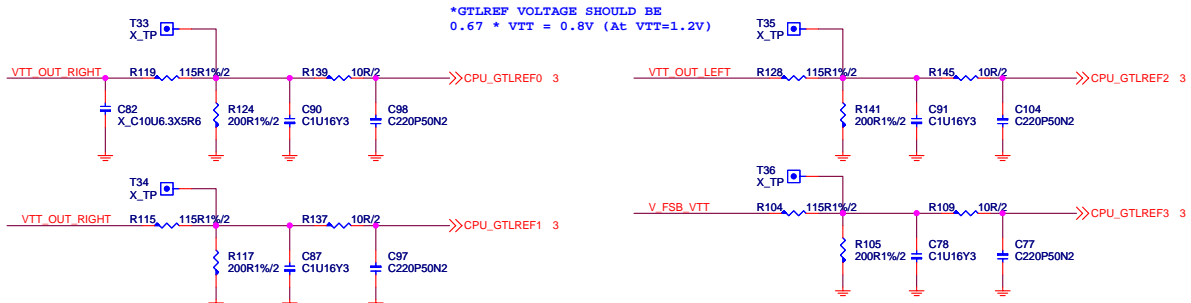 *GTLREF VOLTAGE SHOULD BE
0.67 * VTT = 0.8V (At VTT=1.2V)
T33
X_TP
VTT_OUT_RIGHT
R119
115R1%/2
R139
10R/2
CPU_GTLREF0 3
C82
X_C10U6.3X5R6
R124
200R1%/2
C90
C1U16Y3
C98
C220P50N2
T35
X_TP
VTT_OUT_LEFT
R128
115R1%/2
R145
10R/2
CPU_GTLREF2 3
R141
200R1%/2
C91
C1U16Y3
C104
C220P50N2
T34
X_TP
VTT_OUT_RIGHT
R115
115R1%/2
R137
10R/2
CPU_GTLREF1 3
R117
200R1%/2
C87
C1U16Y3
C97
C220P50N2
T36
X_TP
V_FSB_VTT
R104
115R1%/2
R109
10R/2
CPU_GTLREF3 3
R105
200R1%/2
C78
C1U16Y3
C77
C220P50N2